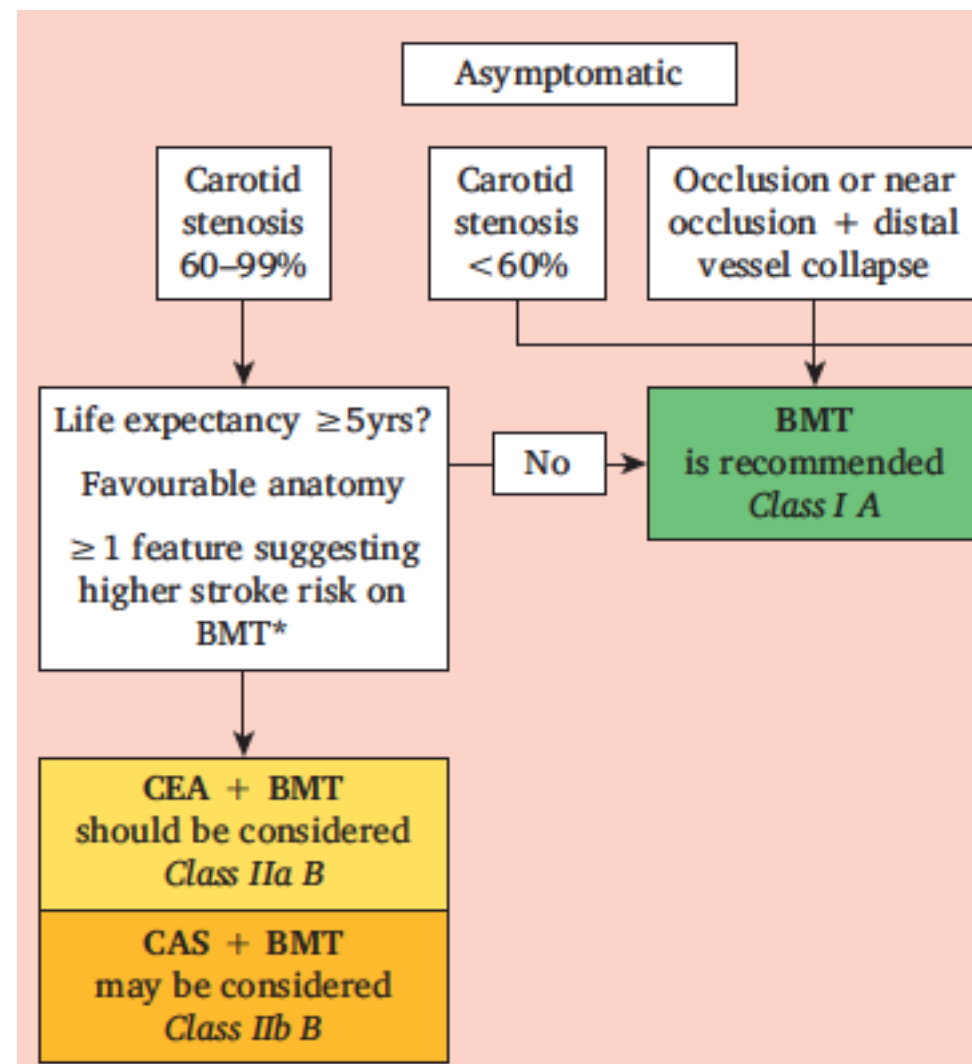 Asymptomatic
Carotid
stenosis
60–99%
Carotid
stenosis
<60%
Occlusion or near
occlusion + distal
vessel collapse
Life expectancy ≥5yrs?
Favourable anatomy
≥1 feature suggesting
higher stroke risk on
BMT*
No
BMT
is recommended
Class I A
CEA + BMT
should be considered
Class IIa B
CAS + BMT
may be considered
Class IIb B